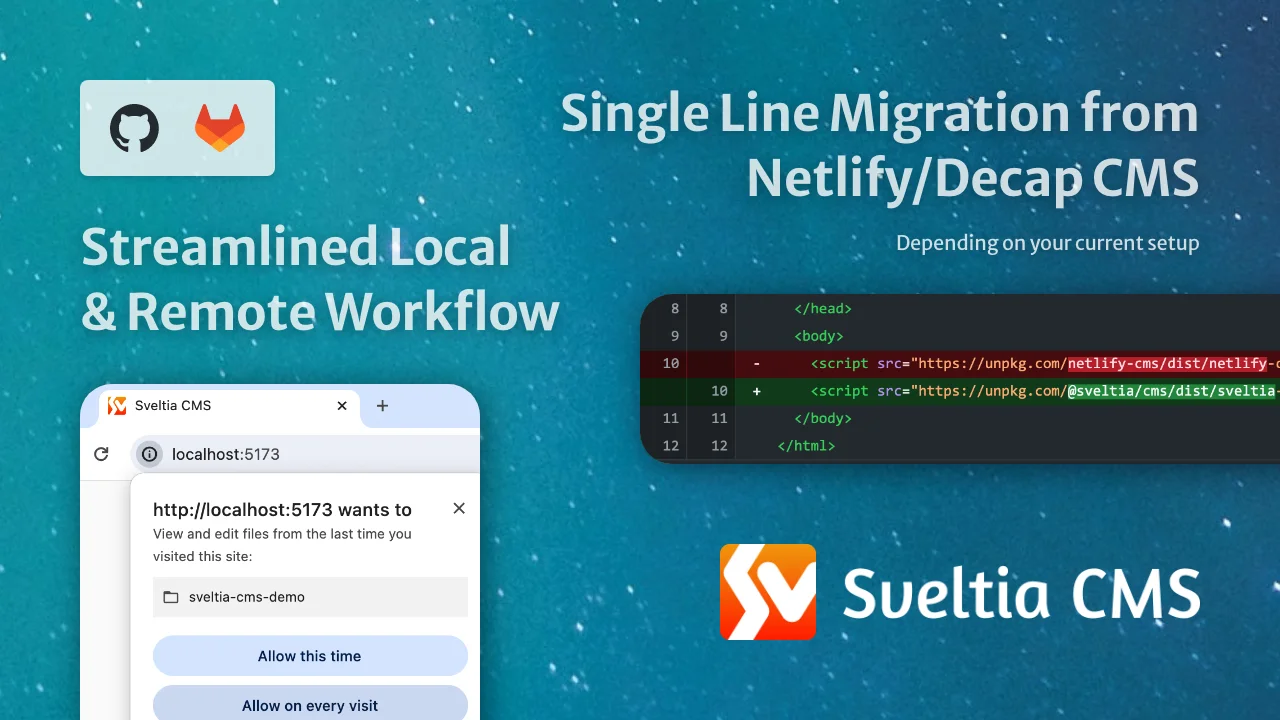 Streamlined Local
& Remote Workflow
Sveltia CMS
localhost:5173
http://localhost:5173 wants to
View and edit files from the last time you
visited this site:
sveltia-cms-demo
Allow this time
Allow on every visit
Single Line Migration from
Netlify/Decap CMS
Depending on your current setup
8 8 </head>
9 9 <body>
10 - <script src="https://unpkg.com/netlify-cms/dist/netlify-
10 + <script src="https://unpkg.com/@sveltia/cms/dist/sveltia-
11 11 </body>
12 12 </html>
Sveltia CMS